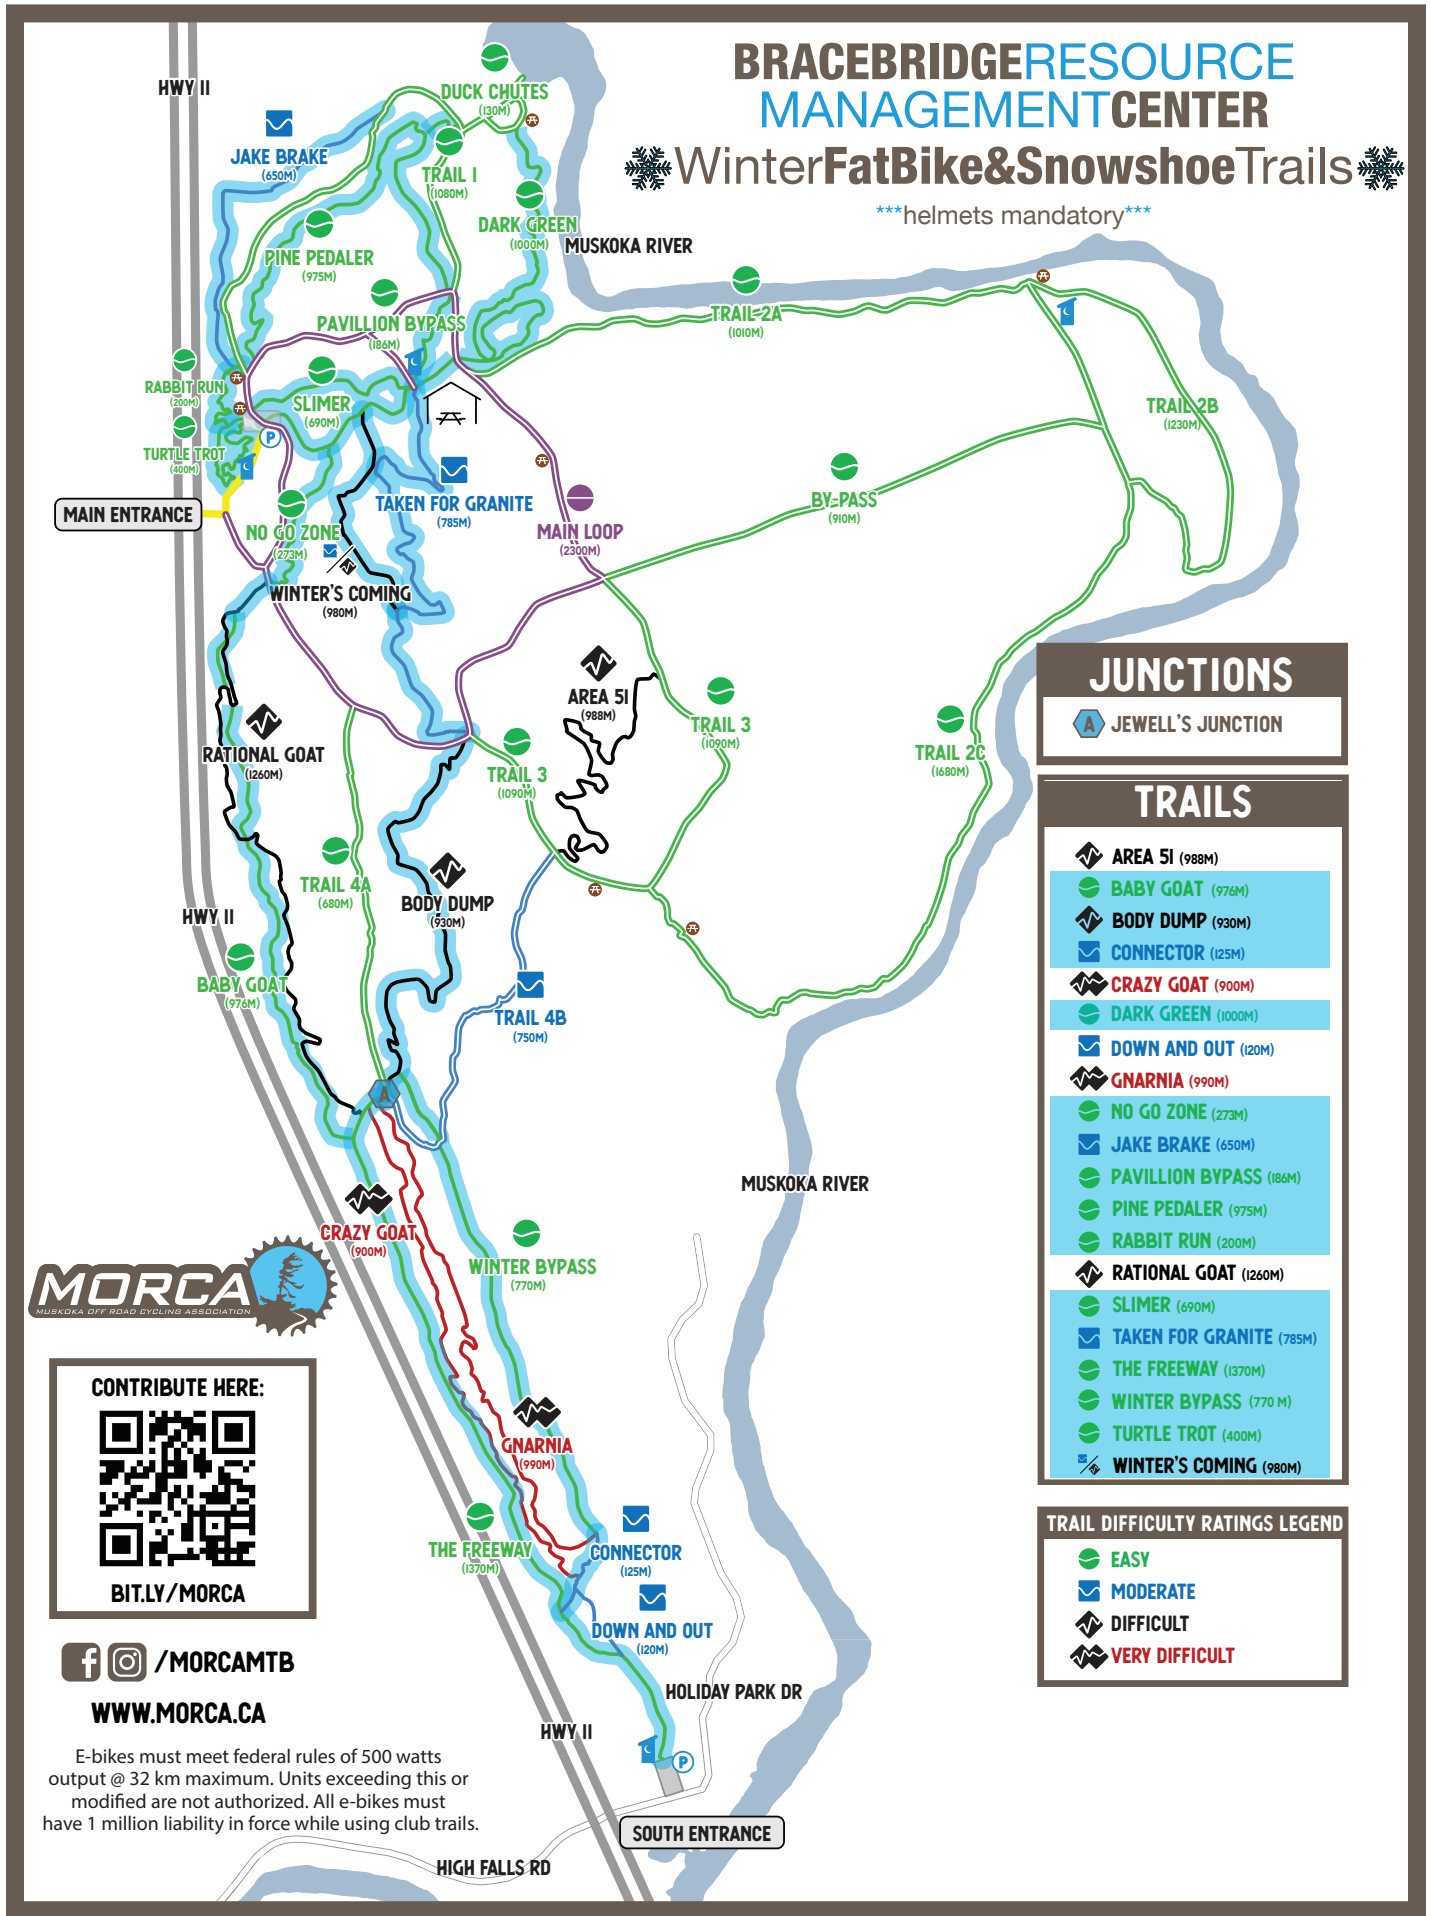 BRACEBRIDGERESOURCE
MANAGEMENTCENTER
WinterFatBike&SnowshoeTrails
***helmets mandatory***
HWY 11
DUCK CHUTES
(130M)
JAKE BRAKE
(650M)
TRAIL 1
(1080M)
DARK GREEN
(1000M)
MUSKOKA RIVER
PINE PEDALER
(975M)
PAVILLION BYPASS
(186M)
TRAIL 2A
(1010M)
RABBIT RUN
(200M)
SLIMER
(690M)
TRAIL 2B
(1230M)
TURTLE TROT
(400M)
P
MAIN ENTRANCE
TAKEN FOR GRANITE
(785M)
BY-PASS
(910M)
NO GO ZONE
(273M)
MAIN LOOP
(2300M)
WINTER'S COMING
(980M)
AREA 51
(988M)
TRAIL 3
(1090M)
RATIONAL GOAT
(1260M)
TRAIL 3
(1090M)
TRAIL 2C
(1680M)
TRAIL 4A
(680M)
BODY DUMP
(930M)
HWY 11
BABY GOAT
(976M)
TRAIL 4B
(750M)
A
MUSKOKA RIVER
CRAZY GOAT
(900M)
WINTER BYPASS
(770M)
GNARNIA
(990M)
THE FREEWAY
(1370M)
CONNECTOR
(125M)
DOWN AND OUT
(120M)
HOLIDAY PARK DR
HWY 11
P
SOUTH ENTRANCE
HIGH FALLS RD
JUNCTIONS
A JEWELL'S JUNCTION
TRAILS
AREA 51 (988M)
BABY GOAT (976M)
BODY DUMP (930M)
CONNECTOR (125M)
CRAZY GOAT (900M)
DARK GREEN (1000M)
DOWN AND OUT (120M)
GNARNIA (990M)
NO GO ZONE (273M)
JAKE BRAKE (650M)
PAVILLION BYPASS (186M)
PINE PEDALER (975M)
RABBIT RUN (200M)
RATIONAL GOAT (1260M)
SLIMER (690M)
TAKEN FOR GRANITE (785M)
THE FREEWAY (1370M)
WINTER BYPASS (770 M)
TURTLE TROT (400M)
WINTER'S COMING (980M)
TRAIL DIFFICULTY RATINGS LEGEND
EASY
MODERATE
DIFFICULT
VERY DIFFICULT
MORCA
MUSKOKA OFF ROAD CYCLING ASSOCIATION
CONTRIBUTE HERE:
BIT.LY/MORCA
/MORCAMTB
WWW.MORCA.CA
E-bikes must meet federal rules of 500 watts
output @ 32 km maximum. Units exceeding this or
modified are not authorized. All e-bikes must
have 1 million liability in force while using club trails.